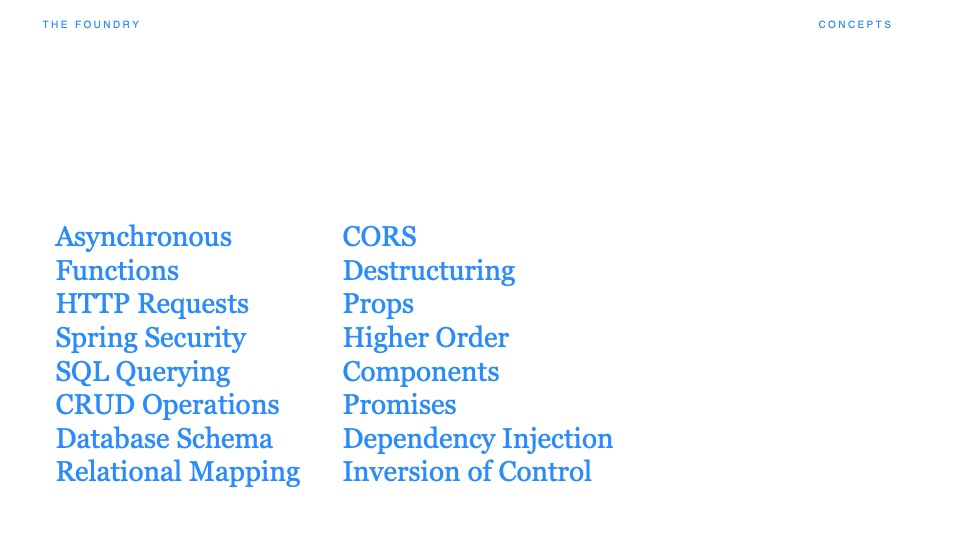 THE FOUNDRY
CONCEPTS
Asynchronous
Functions
HTTP Requests
Spring Security
SQL Querying
CRUD Operations
Database Schema
Relational Mapping
CORS
Destructuring
Props
Higher Order
Components
Promises
Dependency Injection
Inversion of Control